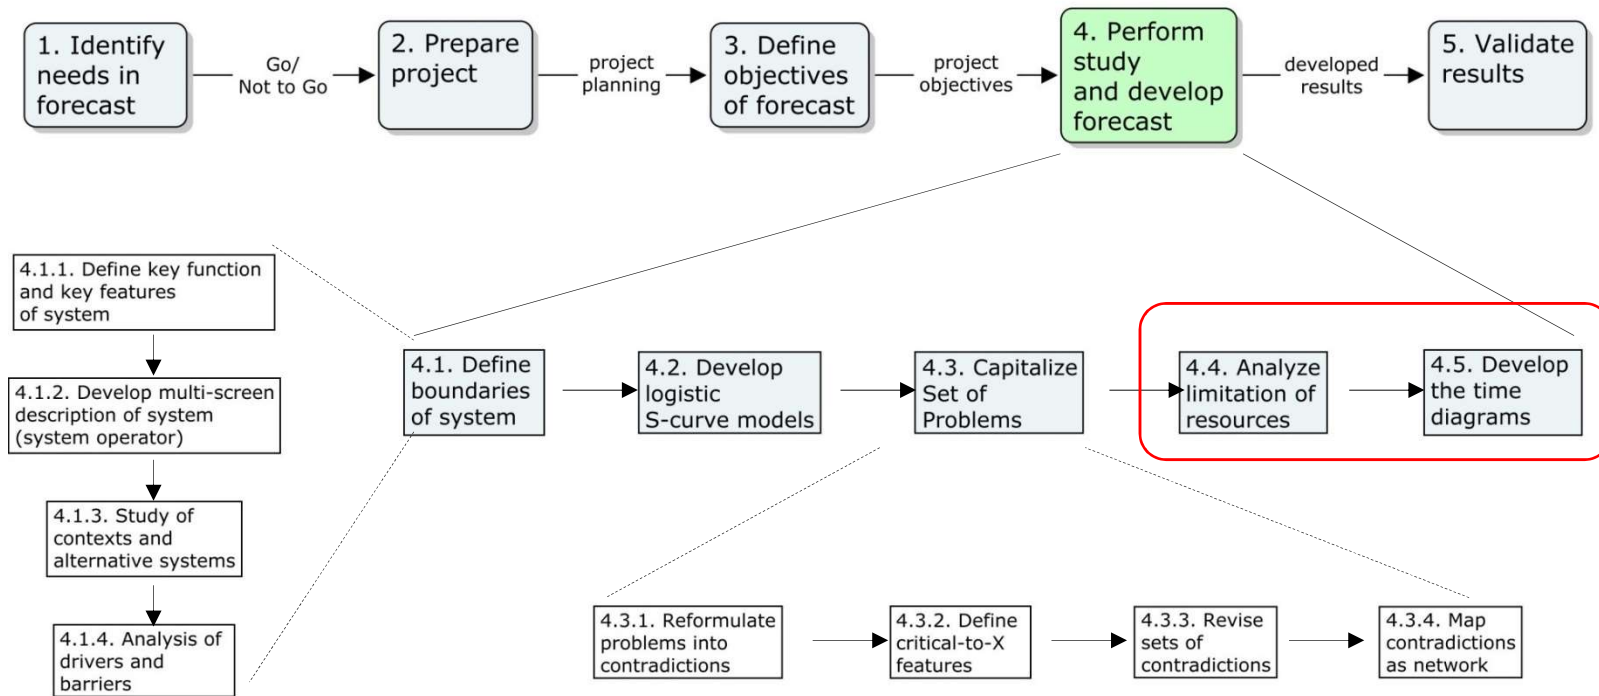 1. Identify
needs in
forecast
Go/
Not to Go
2. Prepare
project
project
planning
3. Define
objectives
of forecast
project
objectives
4. Perform
study
and develop
forecast
developed
results
5. Validate
results
4.1.1. Define key function
and key features
of system
4.1.2. Develop multi-screen
description of system
(system operator)
4.1.3. Study of
contexts and
alternative systems
4.1.4. Analysis of
drivers and
barriers
4.1. Define
boundaries
of system
4.2. Develop
logistic
S-curve models
4.3. Capitalize
Set of
Problems
4.4. Analyze
limitation of
resources
4.5. Develop
the time
diagrams
4.3.1. Reformulate
problems into
contradictions
4.3.2. Define
critical-to-X
features
4.3.3. Revise
sets of
contradictions
4.3.4. Map
contradictions
as network